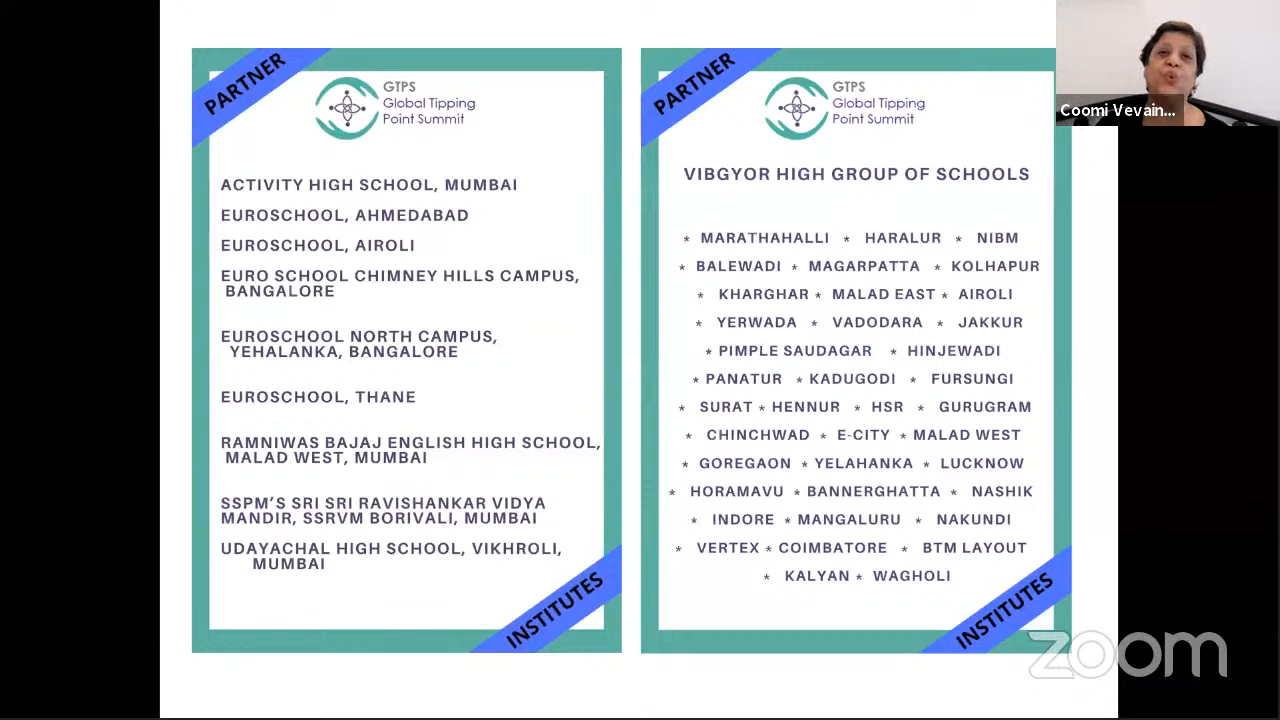 PARTNER
GTPS
Global Tipping
Point Summit
ACTIVITY HIGH SCHOOL, MUMBAI
EUROSCHOOL, AHMEDABAD
EUROSCHOOL, AIROLI
EURO SCHOOL CHIMNEY HILLS CAMPUS,
BANGALORE
EUROSCHOOL NORTH CAMPUS,
YEHALANKA, BANGALORE
EUROSCHOOL, THANE
RAMNIWAS BAJAJ ENGLISH HIGH SCHOOL,
MALAD WEST, MUMBAI
SSPM'S SRI SRI RAVISHANKAR VIDYA
MANDIR, SSRVM BORIVALI, MUMBAI
UDAYACHAL HIGH SCHOOL, VIKHROLI,
MUMBAI
INSTITUTES
PARTNER
GTPS
Global Tipping
Point Summit
VIBGYOR HIGH GROUP OF SCHOOLS
* MARATHAHALLI * HARALUR * NIBM
* BALEWADI * MAGARPATTA * KOLHAPUR
* KHARGHAR * MALAD EAST * AIROLI
* YERWADA * VADODARA * JAKKUR
* PIMPLE SAUDAGAR * HINJEWADI
* PANATUR * KADUGODI * FURSUNGI
* SURAT * HENNUR * HSR * GURUGRAM
* CHINCHWAD * E-CITY * MALAD WEST
* GOREGAON * YELAHANKA * LUCKNOW
* HORAMAVU * BANNERGHATTA * NASHIK
* INDORE * MANGALURU * NAKUNDI
* VERTEX * COIMBATORE * BTM LAYOUT
* KALYAN * WAGHOLI
INSTITUTES
Coomi Vevain...
zoom